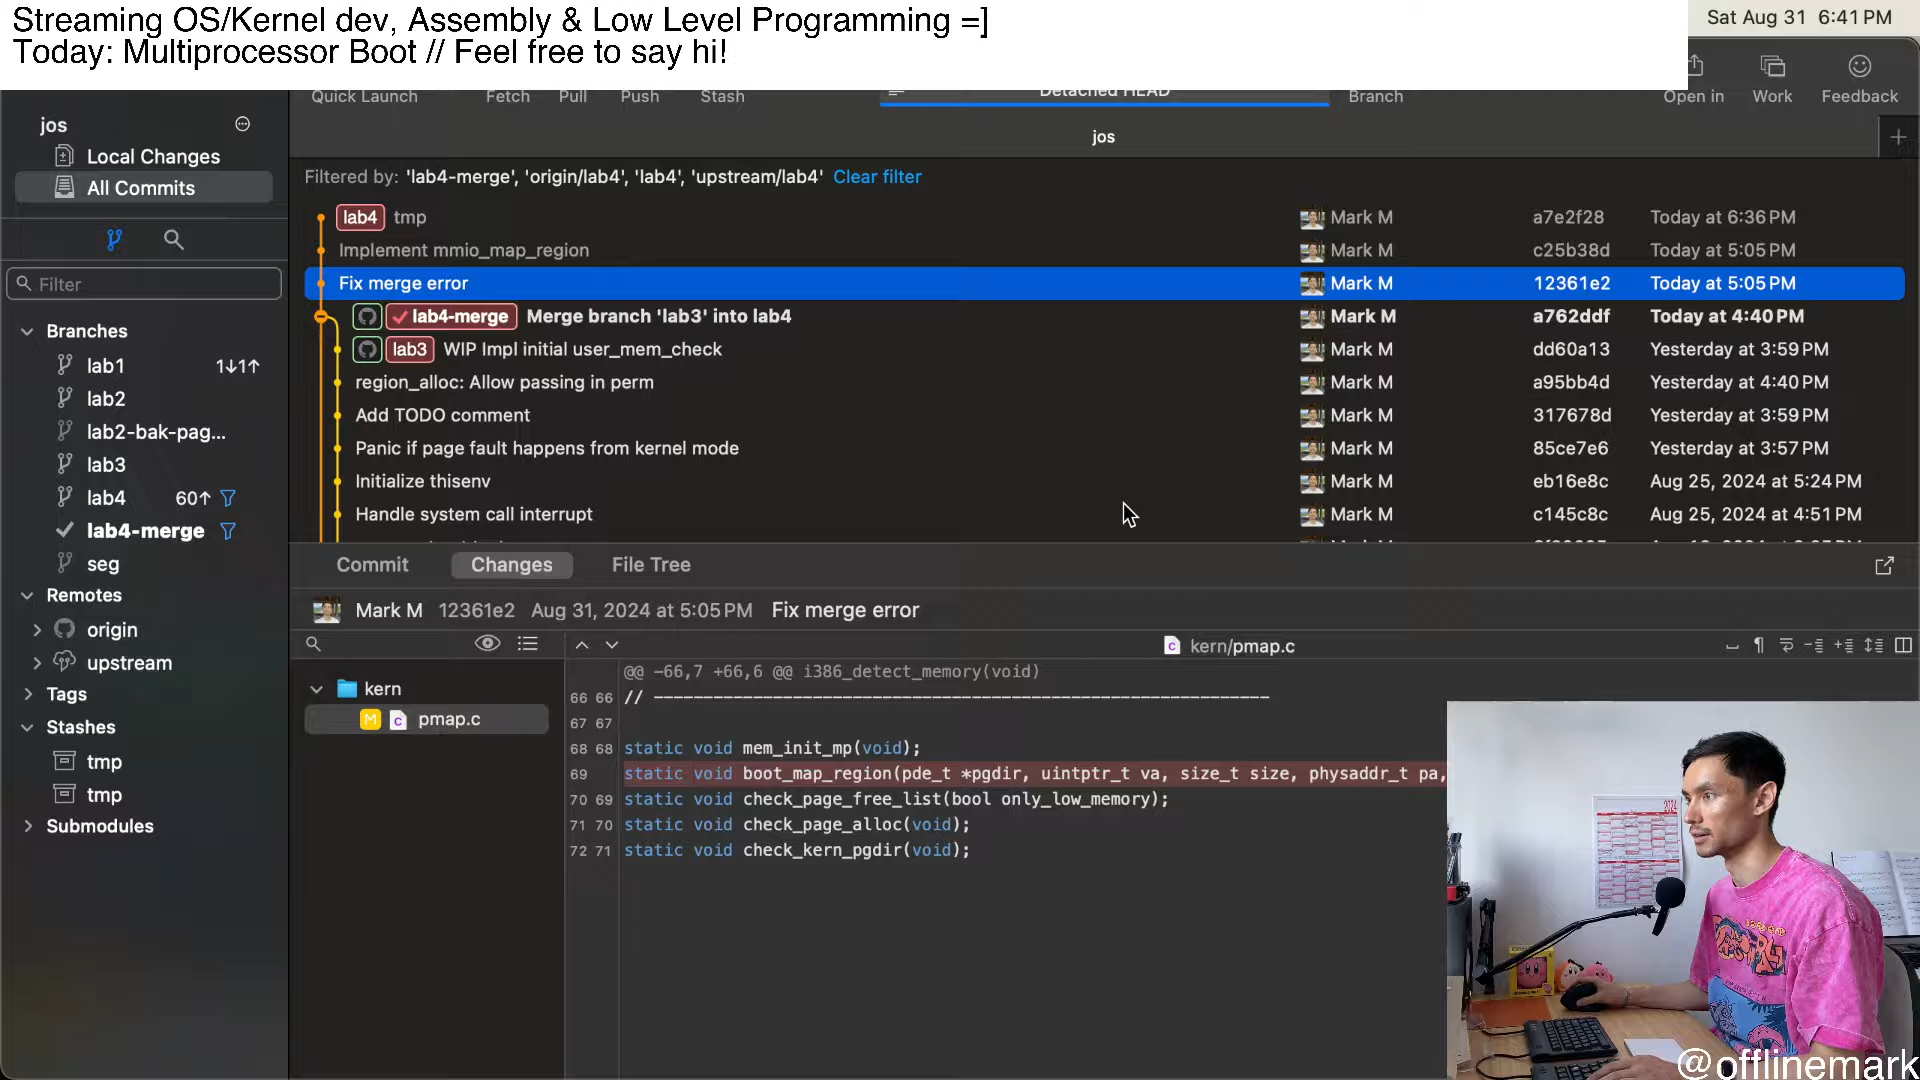 Streaming OS/Kernel dev, Assembly & Low Level Programming =]
Today: Multiprocessor Boot // Feel free to say hi!
Sat Aug 31 6:41 PM
Quick Launch Fetch Pull Push Stash Detached HEAD Branch Open in Work Feedback
jos
jos
Local Changes
All Commits
Filter
Branches
lab1 1↓1↑
lab2
lab2-bak-pag...
lab3
lab4 60↑
lab4-merge
seg
Remotes
origin
upstream
Tags
Stashes
tmp
tmp
Submodules
Filtered by: 'lab4-merge', 'origin/lab4', 'lab4', 'upstream/lab4' Clear filter
lab4 tmp Mark M a7e2f28 Today at 6:36 PM
Implement mmio_map_region Mark M c25b38d Today at 5:05 PM
Fix merge error Mark M 12361e2 Today at 5:05 PM
lab4-merge Merge branch 'lab3' into lab4 Mark M a762ddf Today at 4:40 PM
lab3 WIP Impl initial user_mem_check Mark M dd60a13 Yesterday at 3:59 PM
region_alloc: Allow passing in perm Mark M a95bb4d Yesterday at 4:40 PM
Add TODO comment Mark M 317678d Yesterday at 3:59 PM
Panic if page fault happens from kernel mode Mark M 85ce7e6 Yesterday at 3:57 PM
Initialize thisenv Mark M eb16e8c Aug 25, 2024 at 5:24 PM
Handle system call interrupt Mark M c145c8c Aug 25, 2024 at 4:51 PM
Commit Changes File Tree
Mark M 12361e2 Aug 31, 2024 at 5:05 PM Fix merge error
kern/pmap.c
kern
M c pmap.c
@@ -66,7 +66,6 @@ i386_detect_memory(void)
66 66 // --------------------------------------------------------------
67 67
68 68 static void mem_init_mp(void);
69 static void boot_map_region(pde_t *pgdir, uintptr_t va, size_t size, physaddr_t pa,
70 69 static void check_page_free_list(bool only_low_memory);
71 70 static void check_page_alloc(void);
72 71 static void check_kern_pgdir(void);
2024
@offlinemark